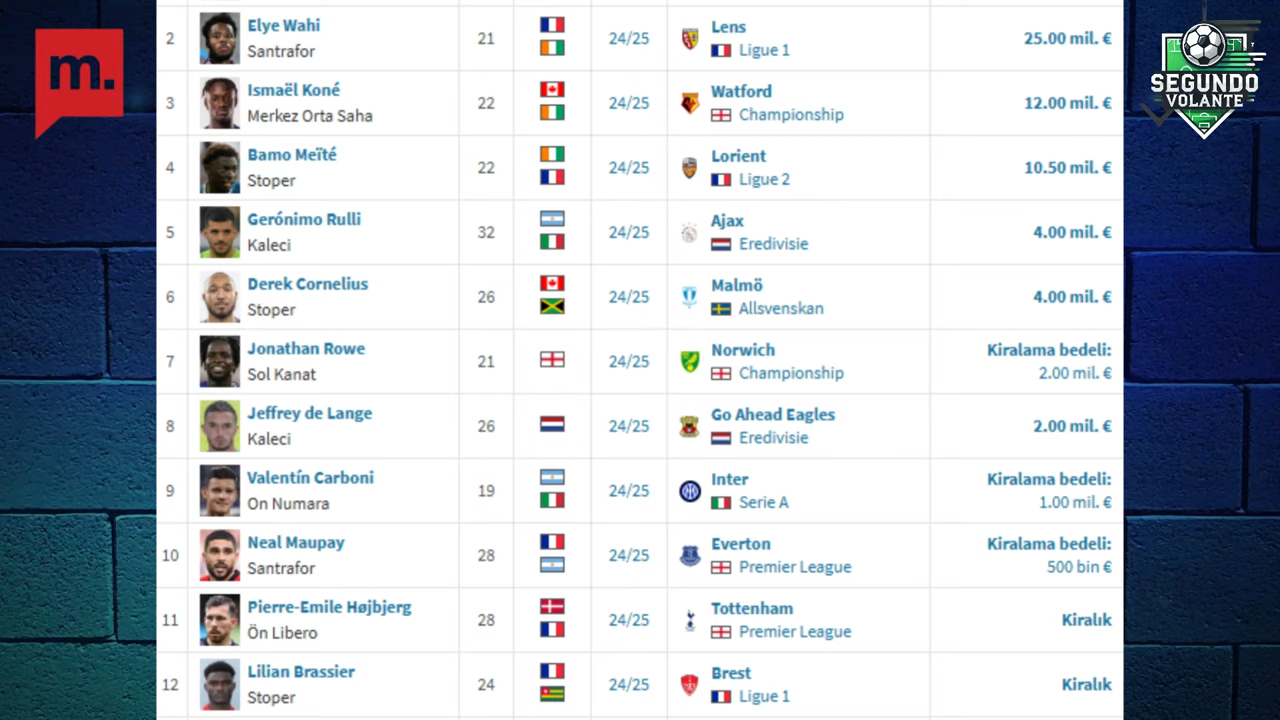 m.
SEGUNDO
VOLANTE
2 Elye Wahi 21 24/25 Lens 25.00 mil. €
Santrafor Ligue 1
3 Ismaël Koné 22 24/25 Watford 12.00 mil. €
Merkez Orta Saha Championship
4 Bamo Meïté 22 24/25 Lorient 10.50 mil. €
Stoper Ligue 2
5 Gerónimo Rulli 32 24/25 Ajax 4.00 mil. €
Kaleci Eredivisie
6 Derek Cornelius 26 24/25 Malmö 4.00 mil. €
Stoper Allsvenskan
7 Jonathan Rowe 21 24/25 Norwich Kiralama bedeli:
Sol Kanat Championship 2.00 mil. €
8 Jeffrey de Lange 26 24/25 Go Ahead Eagles 2.00 mil. €
Kaleci Eredivisie
9 Valentín Carboni 19 24/25 Inter Kiralama bedeli:
On Numara Serie A 1.00 mil. €
10 Neal Maupay 28 24/25 Everton Kiralama bedeli:
Santrafor Premier League 500 bin €
11 Pierre-Emile Højbjerg 28 24/25 Tottenham Kiralık
Ön Libero Premier League
12 Lilian Brassier 24 24/25 Brest Kiralık
Stoper Ligue 1